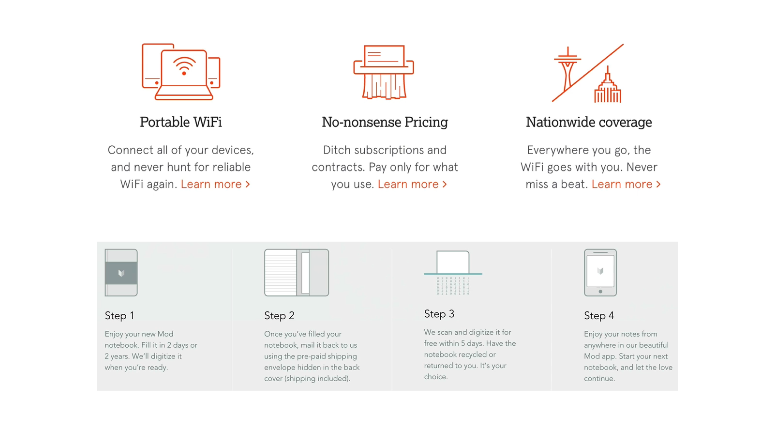 Portable WiFi
Connect all of your devices,
and never hunt for reliable
WiFi again. Learn more >
No-nonsense Pricing
Ditch subscriptions and
contracts. Pay only for what
you use. Learn more >
Nationwide coverage
Everywhere you go, the
WiFi goes with you. Never
miss a beat. Learn more >
Step 1
Enjoy your new Mod
notebook. Fill it in 2 days or
2 years. We'll digitize it
when you're ready.
Step 2
Once you've filled your
notebook, mail it back to us
using the pre-paid shipping
envelope hidden in the back
cover (shipping included).
Step 3
We scan and digitize it for
free within 5 days. Have the
notebook recycled or
returned to you. It's your
choice.
Step 4
Enjoy your notes from
anywhere in our beautiful
Mod app. Start your next
notebook, and let the love
continue.